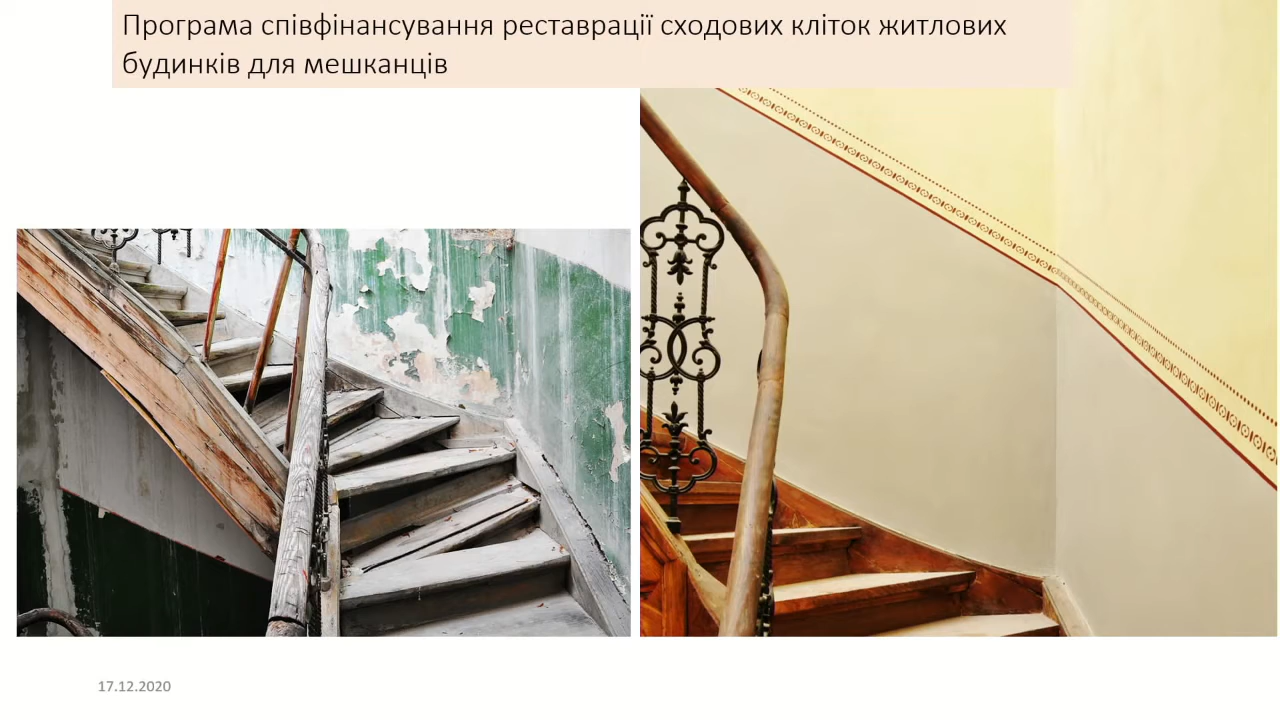 Програма співфінансування реставрації сходових кліток житлових
будинків для мешканців
17.12.2020